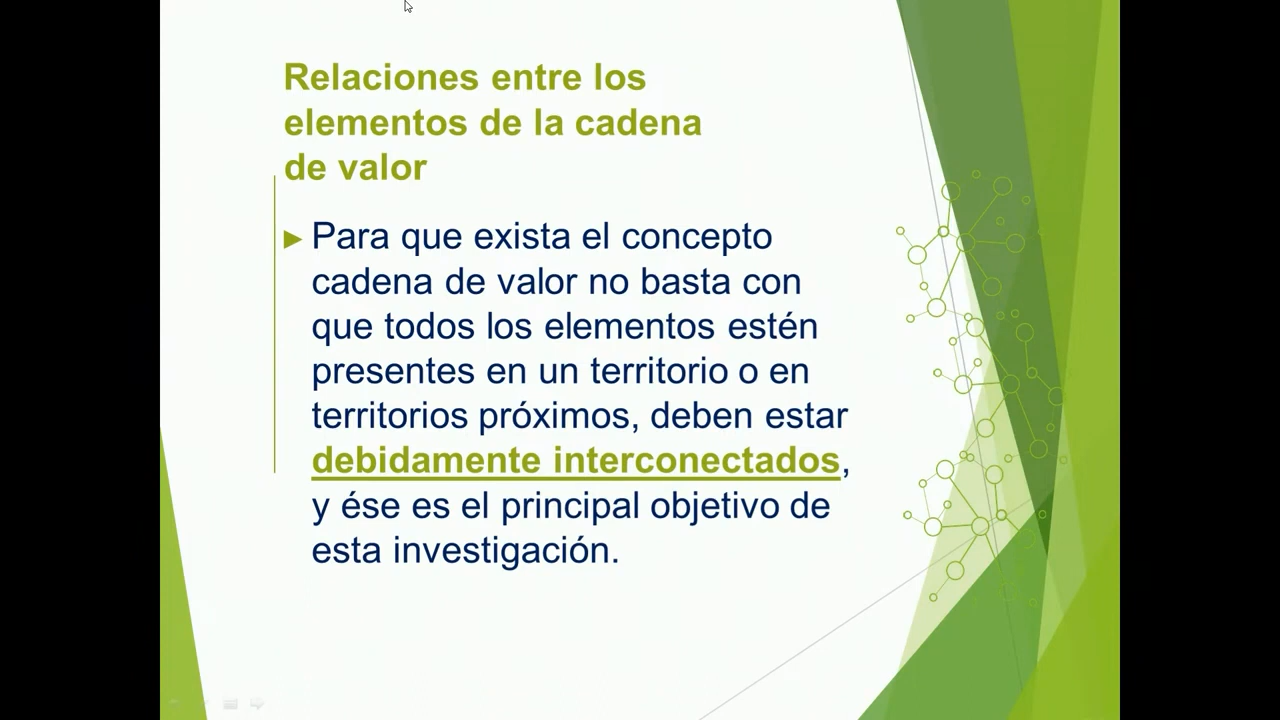 Relaciones entre los
elementos de la cadena
de valor
Para que exista el concepto
cadena de valor no basta con
que todos los elementos estén
presentes en un territorio o en
territorios próximos, deben estar
debidamente interconectados,
y ése es el principal objetivo de
esta investigación.